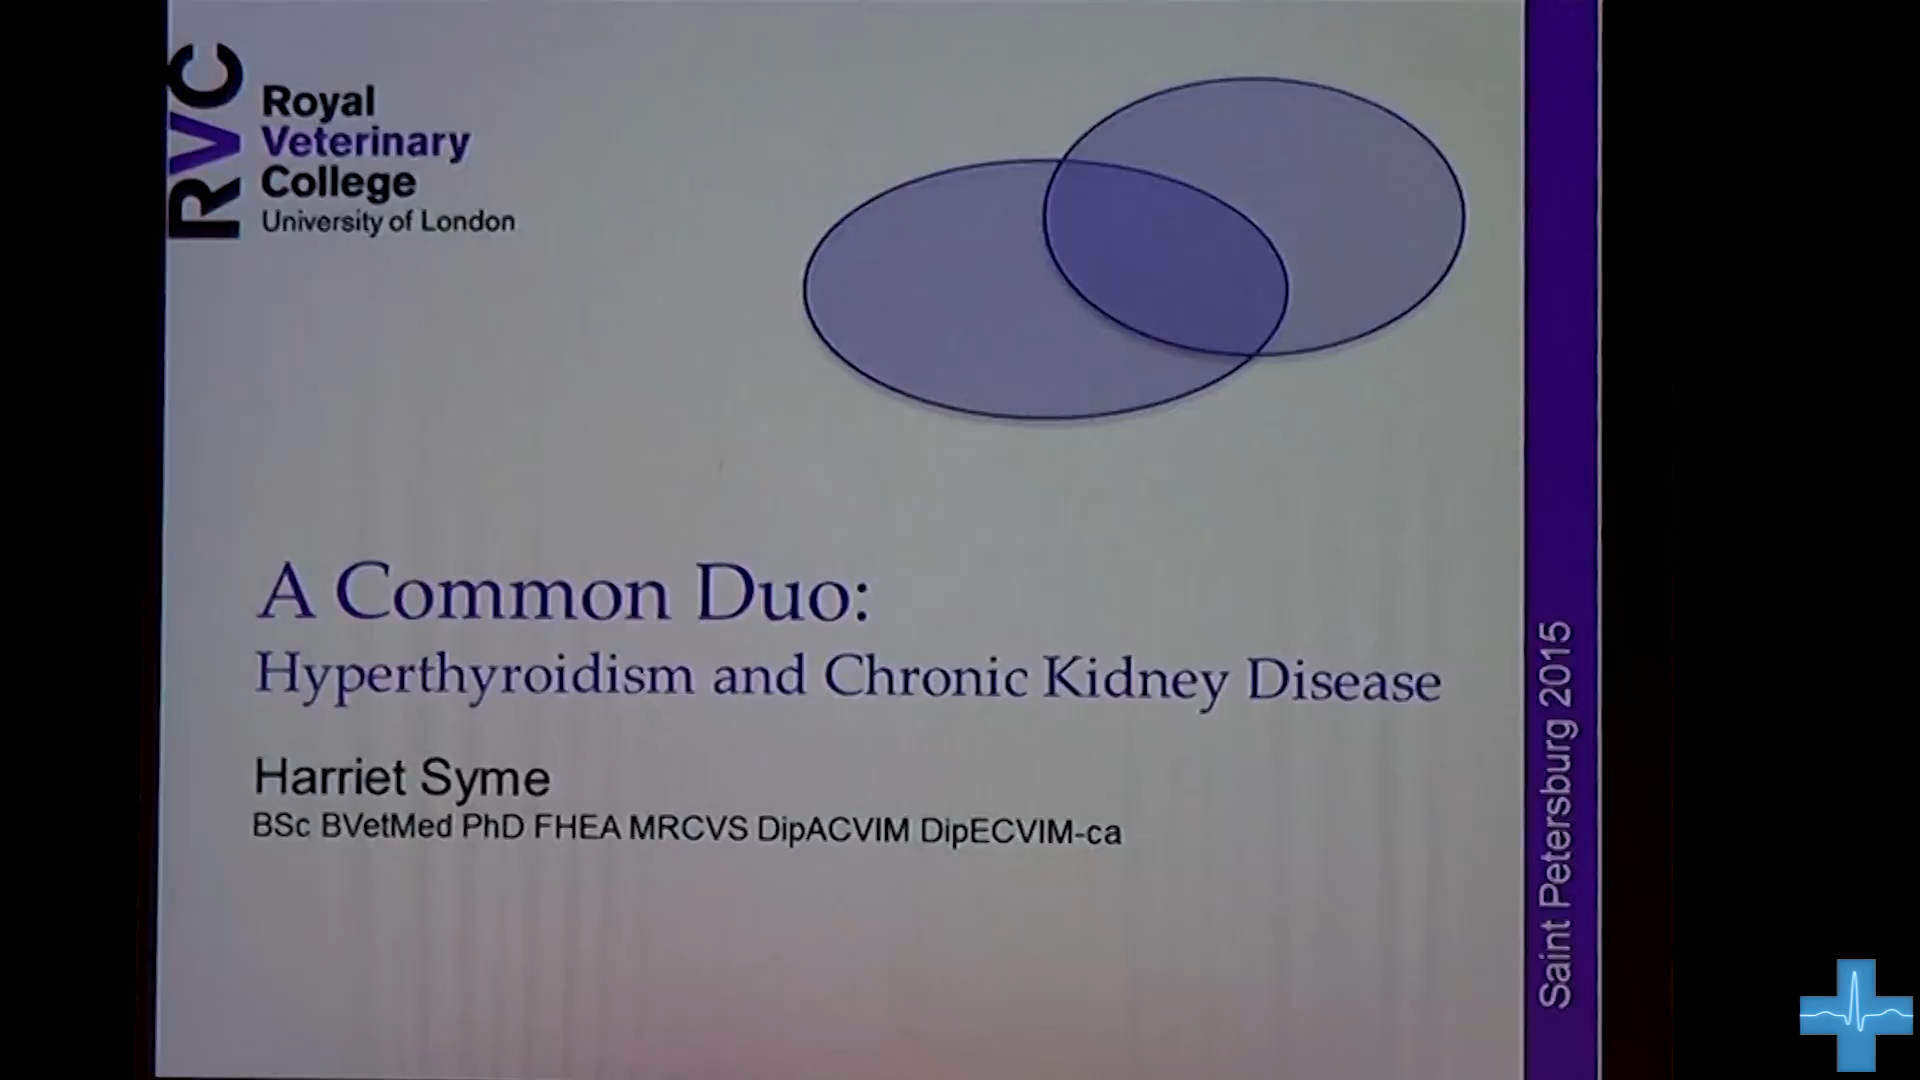 RVC
Royal
Veterinary
College
University of London
A Common Duo:
Hyperthyroidism and Chronic Kidney Disease
Harriet Syme
BSc BVetMed PhD FHEA MRCVS DipACVIM DipECVIM-ca
Saint Petersburg 2015